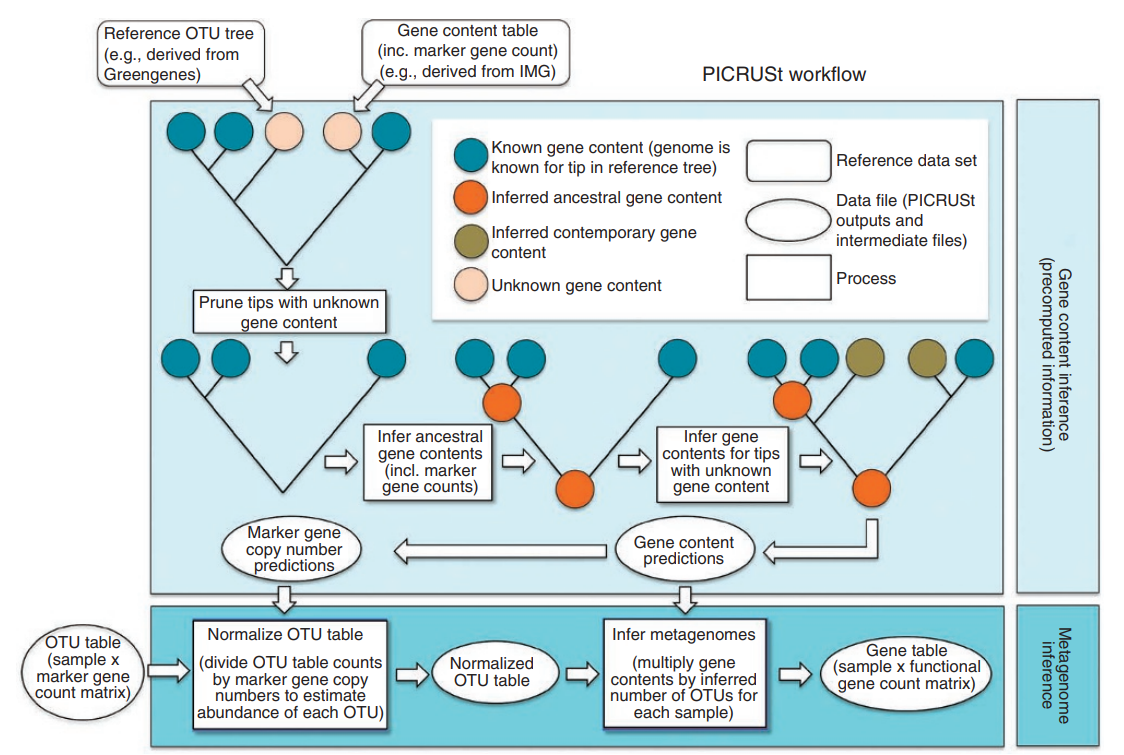 Reference OTU tree
(e.g., derived from
Greengenes)
Gene content table
(inc. marker gene count)
(e.g., derived from IMG)
PICRUSt workflow
Known gene content (genome is
known for tip in reference tree)
Inferred ancestral gene content
Inferred contemporary gene
content
Unknown gene content
Reference data set
Data file (PICRUSt
outputs and
intermediate files)
Process
Gene content inference
(precomputed information)
Prune tips with unknown
gene content
Infer ancestral
gene contents
(incl. marker
gene counts)
Infer gene
contents for tips
with unknown
gene content
Marker gene
copy number
predictions
Gene content
predictions
OTU table
(sample x
marker gene
count matrix)
Normalize OTU table
(divide OTU table counts
by marker gene copy
numbers to estimate
abundance of each OTU)
Normalized
OTU table
Infer metagenomes
(multiply gene
contents by inferred
number of OTUs for
each sample)
Gene table
(sample x functional
gene count matrix)
Metagenome
inference